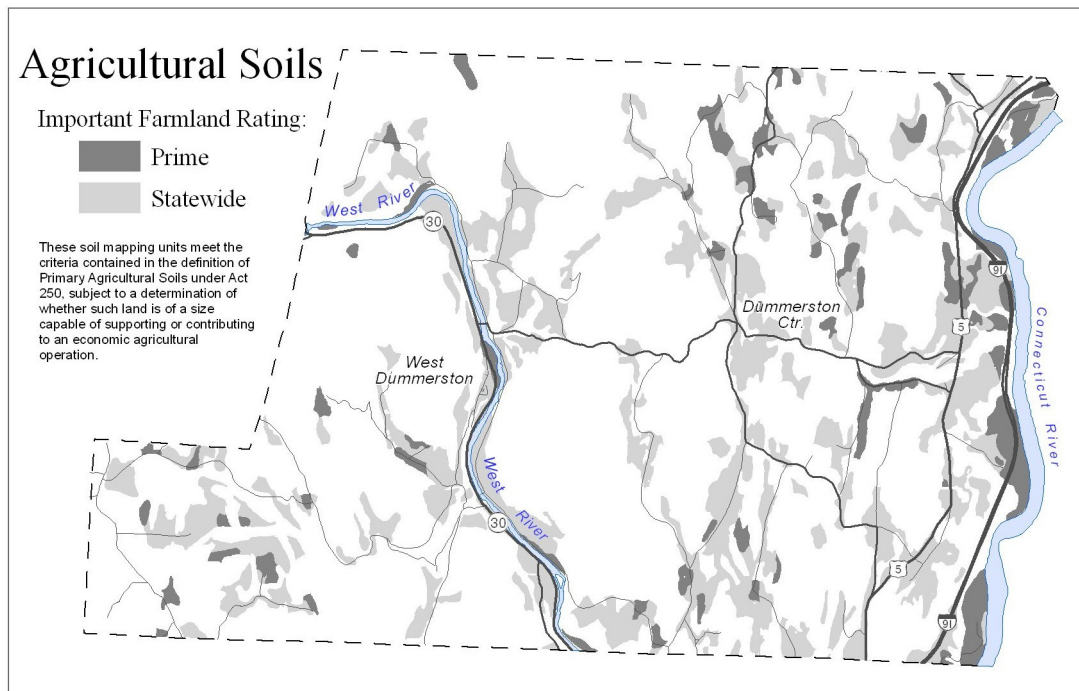 Agricultural Soils
Important Farmland Rating:
Prime
Statewide
These soil mapping units meet the
criteria contained in the definition of
Primary Agricultural Soils under Act
250, subject to a determination of
whether such land is of a size
capable of supporting or contributing
to an economic agricultural
operation.
West River
30
91
Dummerston
Ctr.
5
Connecticut River
West
Dummerston
West River
30
5
91